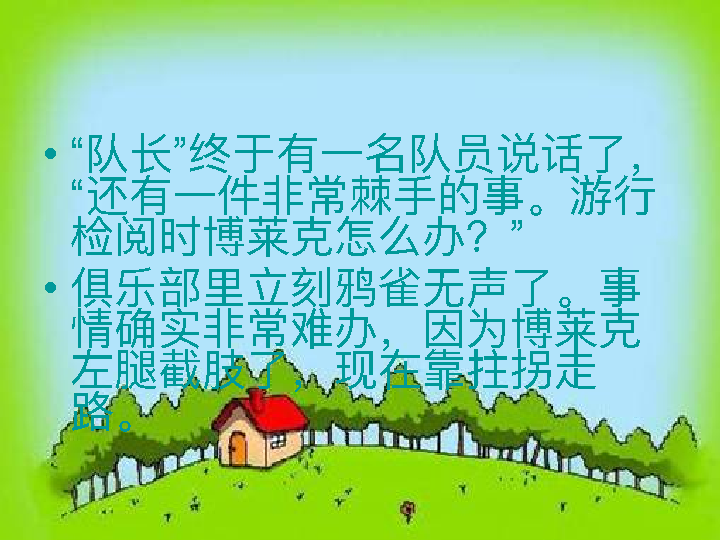 • “队长”终于有一名队员说话了，
“还有一件非常棘手的事。游行
检阅时博莱克怎么办？”
• 俱乐部里立刻鸦雀无声了。事
情确实非常难办，因为博莱克
左腿截肢了，现在靠拄拐走
路。